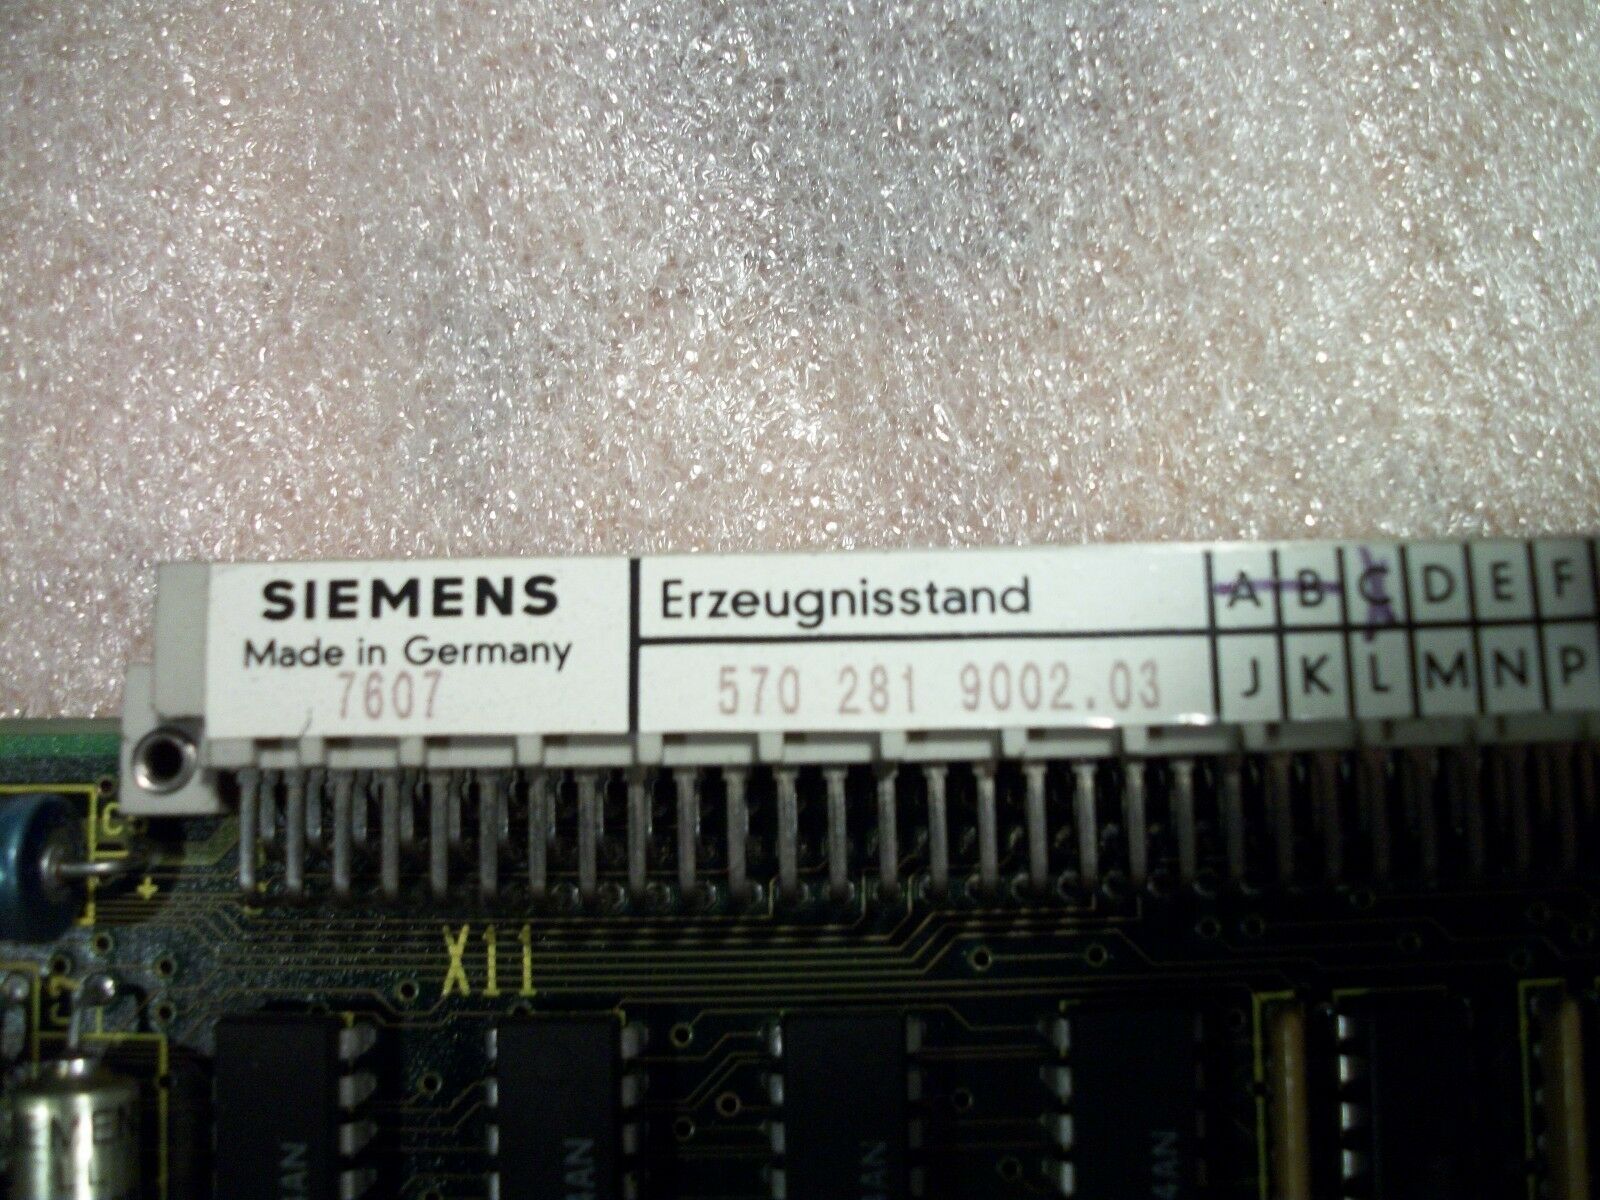 SIEMENS
Made in Germany
7607
Erzeugnisstand
570 281 9002.03
A B C D E F
J K L M N P
X11